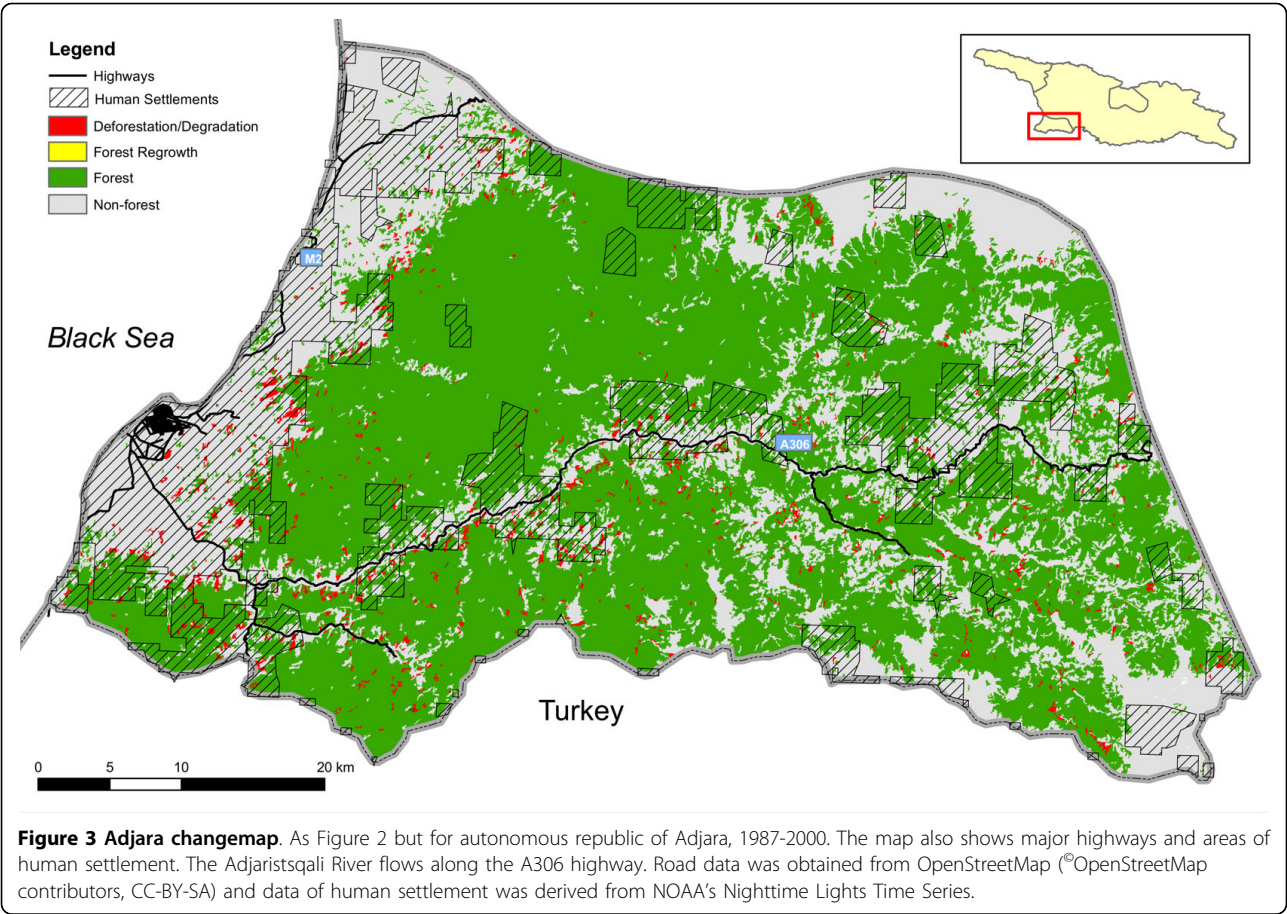 Legend
Highways
Human Settlements
Deforestation/Degradation
Forest Regrowth
Forest
Non-forest
M2
Black Sea
A306
Turkey
0 5 10 20 km
Figure 3 Adjara changemap. As Figure 2 but for autonomous republic of Adjara, 1987-2000. The map also shows major highways and areas of
human settlement. The Adjaristsqali River flows along the A306 highway. Road data was obtained from OpenStreetMap (©OpenStreetMap
contributors, CC-BY-SA) and data of human settlement was derived from NOAA's Nighttime Lights Time Series.